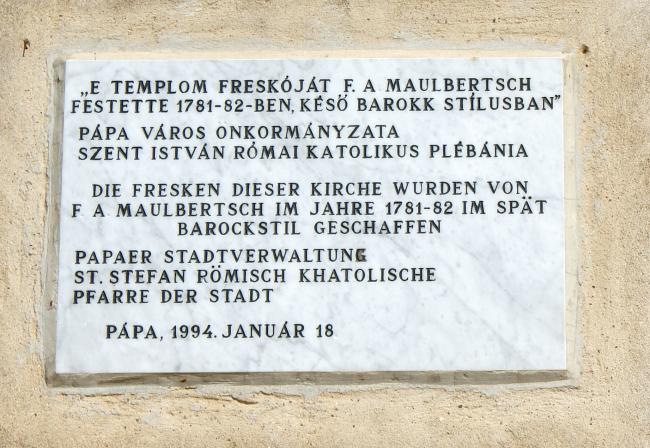 „E TEMPLOM FRESKÓJÁT F. A MAULBERTSCH
FESTETTE 1781-82-BEN, KÉSŐ BAROKK STÍLUSBAN”
PÁPA VÁROS ONKORMÁNYZATA
SZENT ISTVÁN RÓMAI KATOLIKUS PLÉBÁNIA
DIE FRESKEN DIESER KIRCHE WURDEN VON
F A MAULBERTSCH IM JAHRE 1781-82 IM SPÄT
BAROCKSTIL GESCHAFFEN
PAPAER STADTVERWALTUNG
ST. STEFAN RÖMISCH KHATOLISCHE
PFARRE DER STADT
PÁPA, 1994. JANUÁR 18